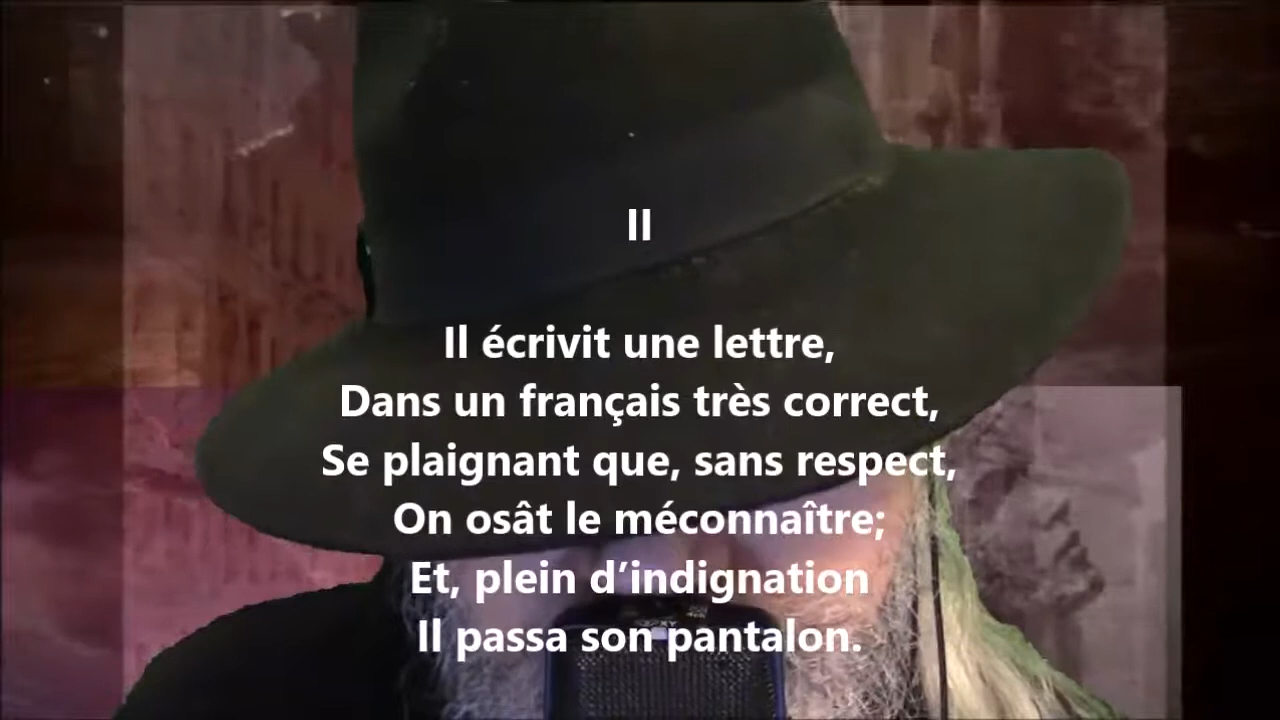 II
Il écrivit une lettre,
Dans un français très correct,
Se plaignant que, sans respect,
On osât le méconnaître;
Et, plein d’indignation
Il passa son pantalon.